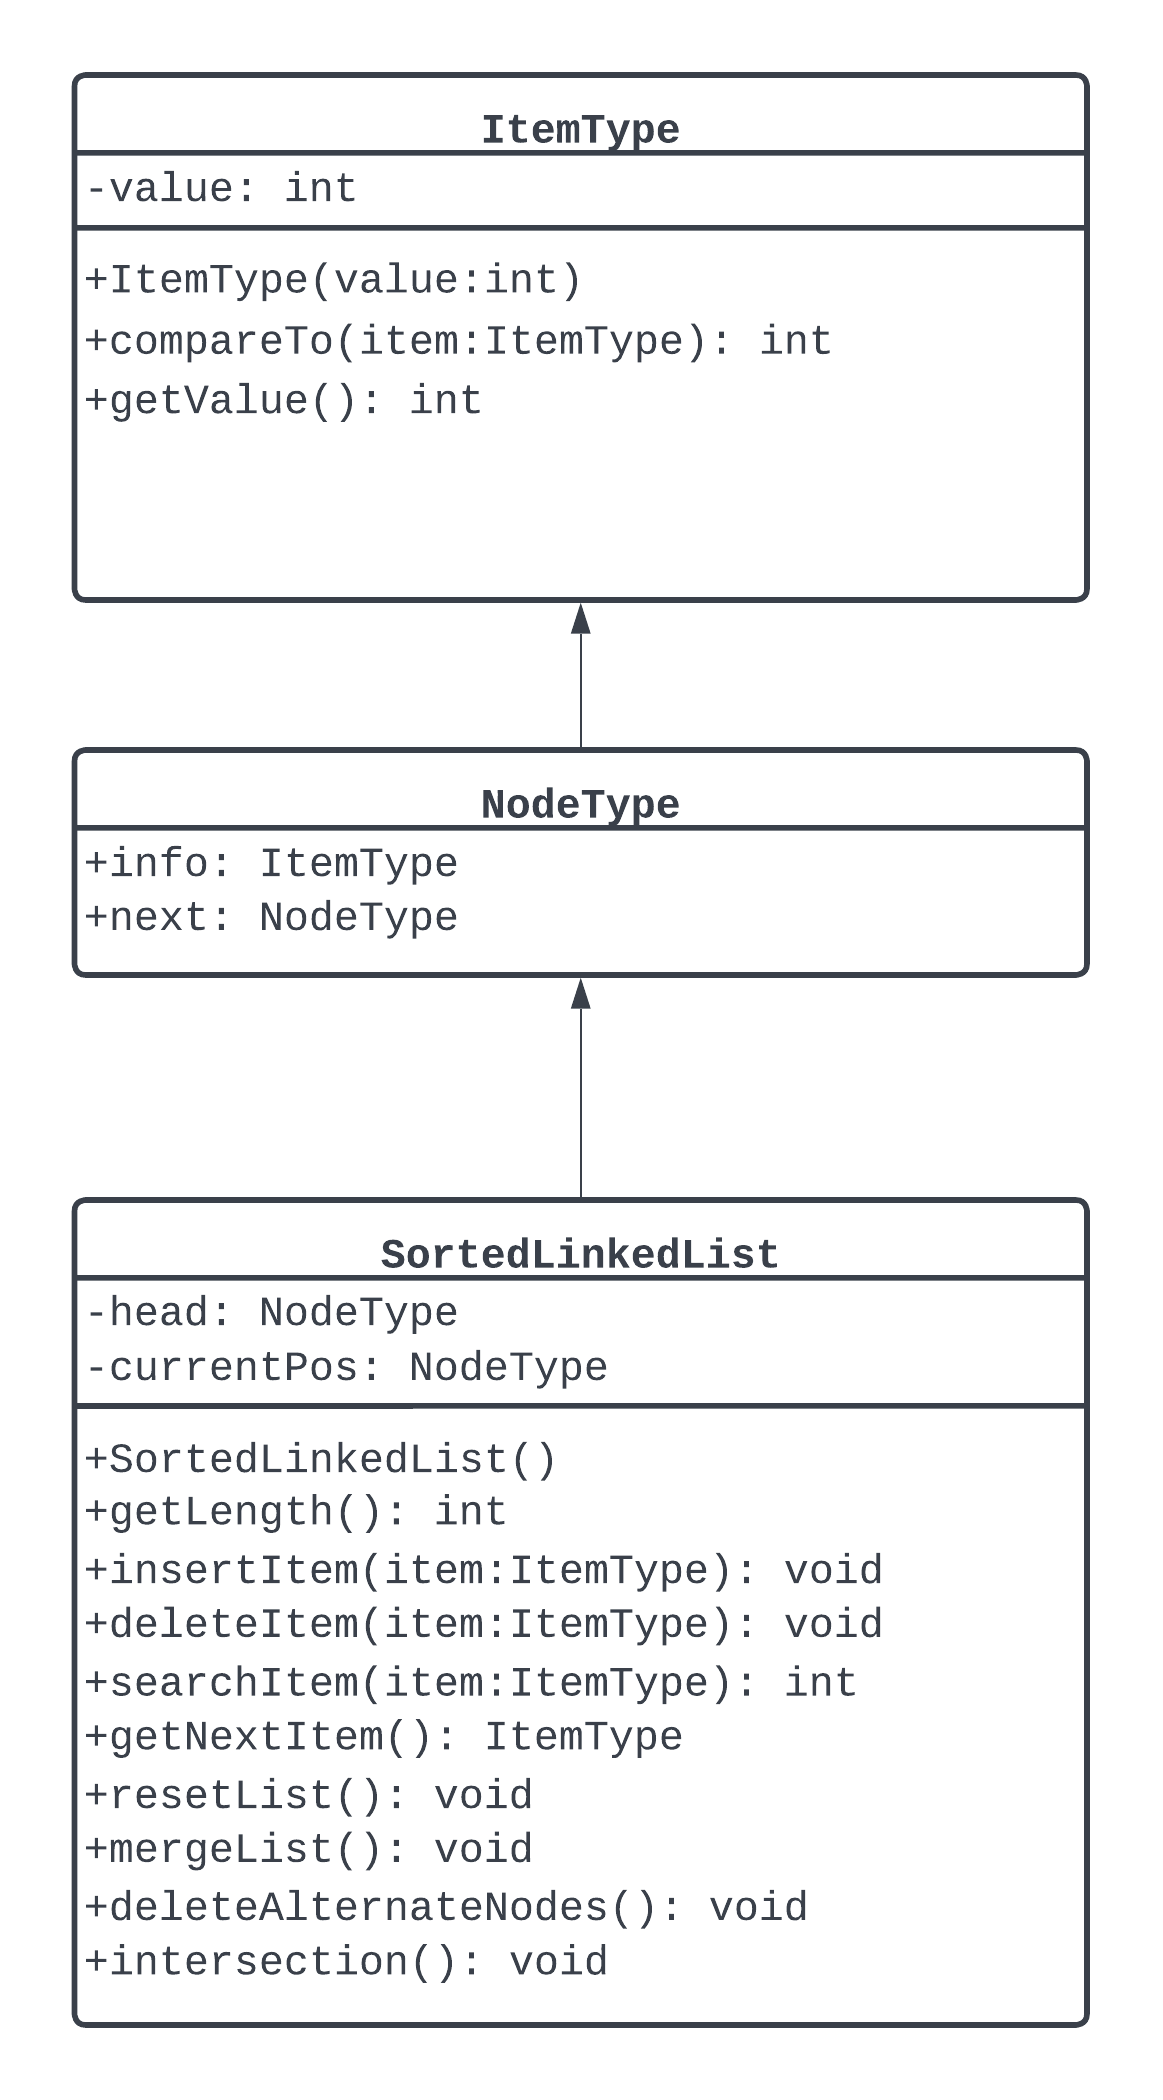 ItemType
-value: int
+ItemType(value:int)
+compareTo(item:ItemType): int
+getValue(): int
NodeType
+info: ItemType
+next: NodeType
SortedLinkedList
-head: NodeType
-currentPos: NodeType
+SortedLinkedList()
+getLength(): int
+insertItem(item:ItemType): void
+deleteItem(item:ItemType): void
+searchItem(item:ItemType): int
+getNextItem(): ItemType
+resetList(): void
+mergeList(): void
+deleteAlternateNodes(): void
+intersection(): void